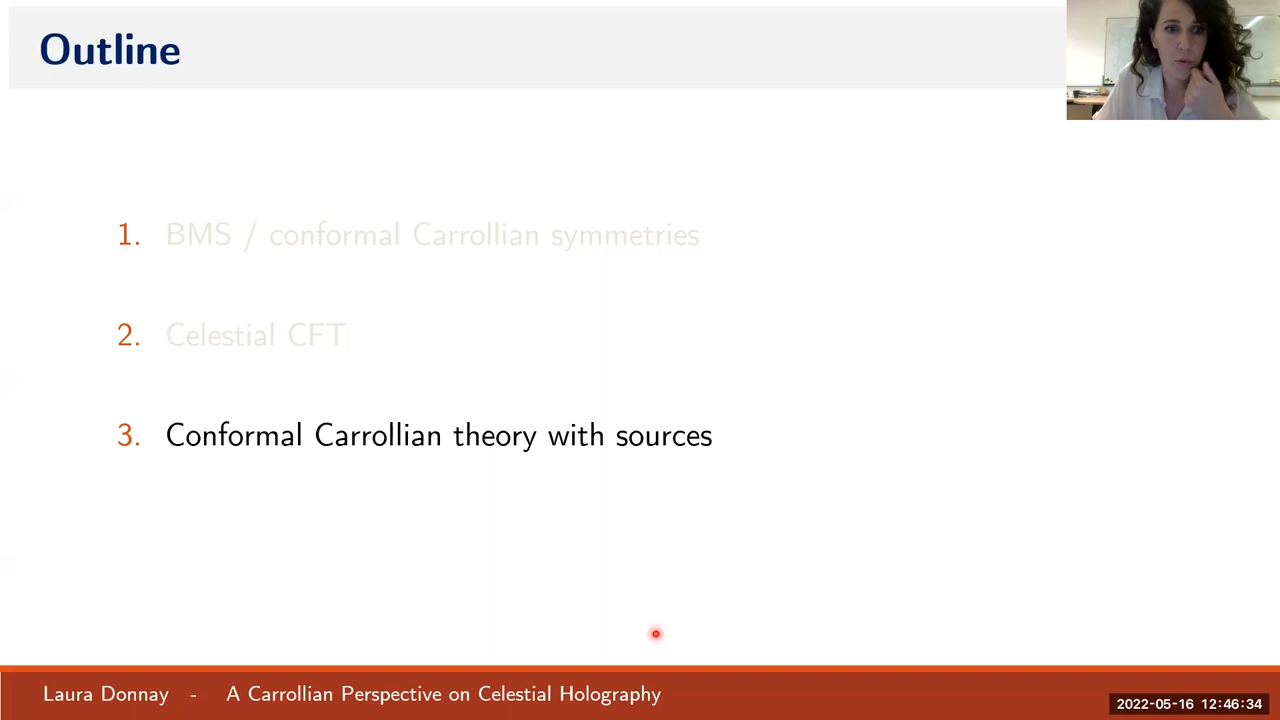 Outline
1. BMS / conformal Carrollian symmetries
2. Celestial CFT
3. Conformal Carrollian theory with sources
Laura Donnay - A Carrollian Perspective on Celestial Holography
2022-05-16 12:46:34